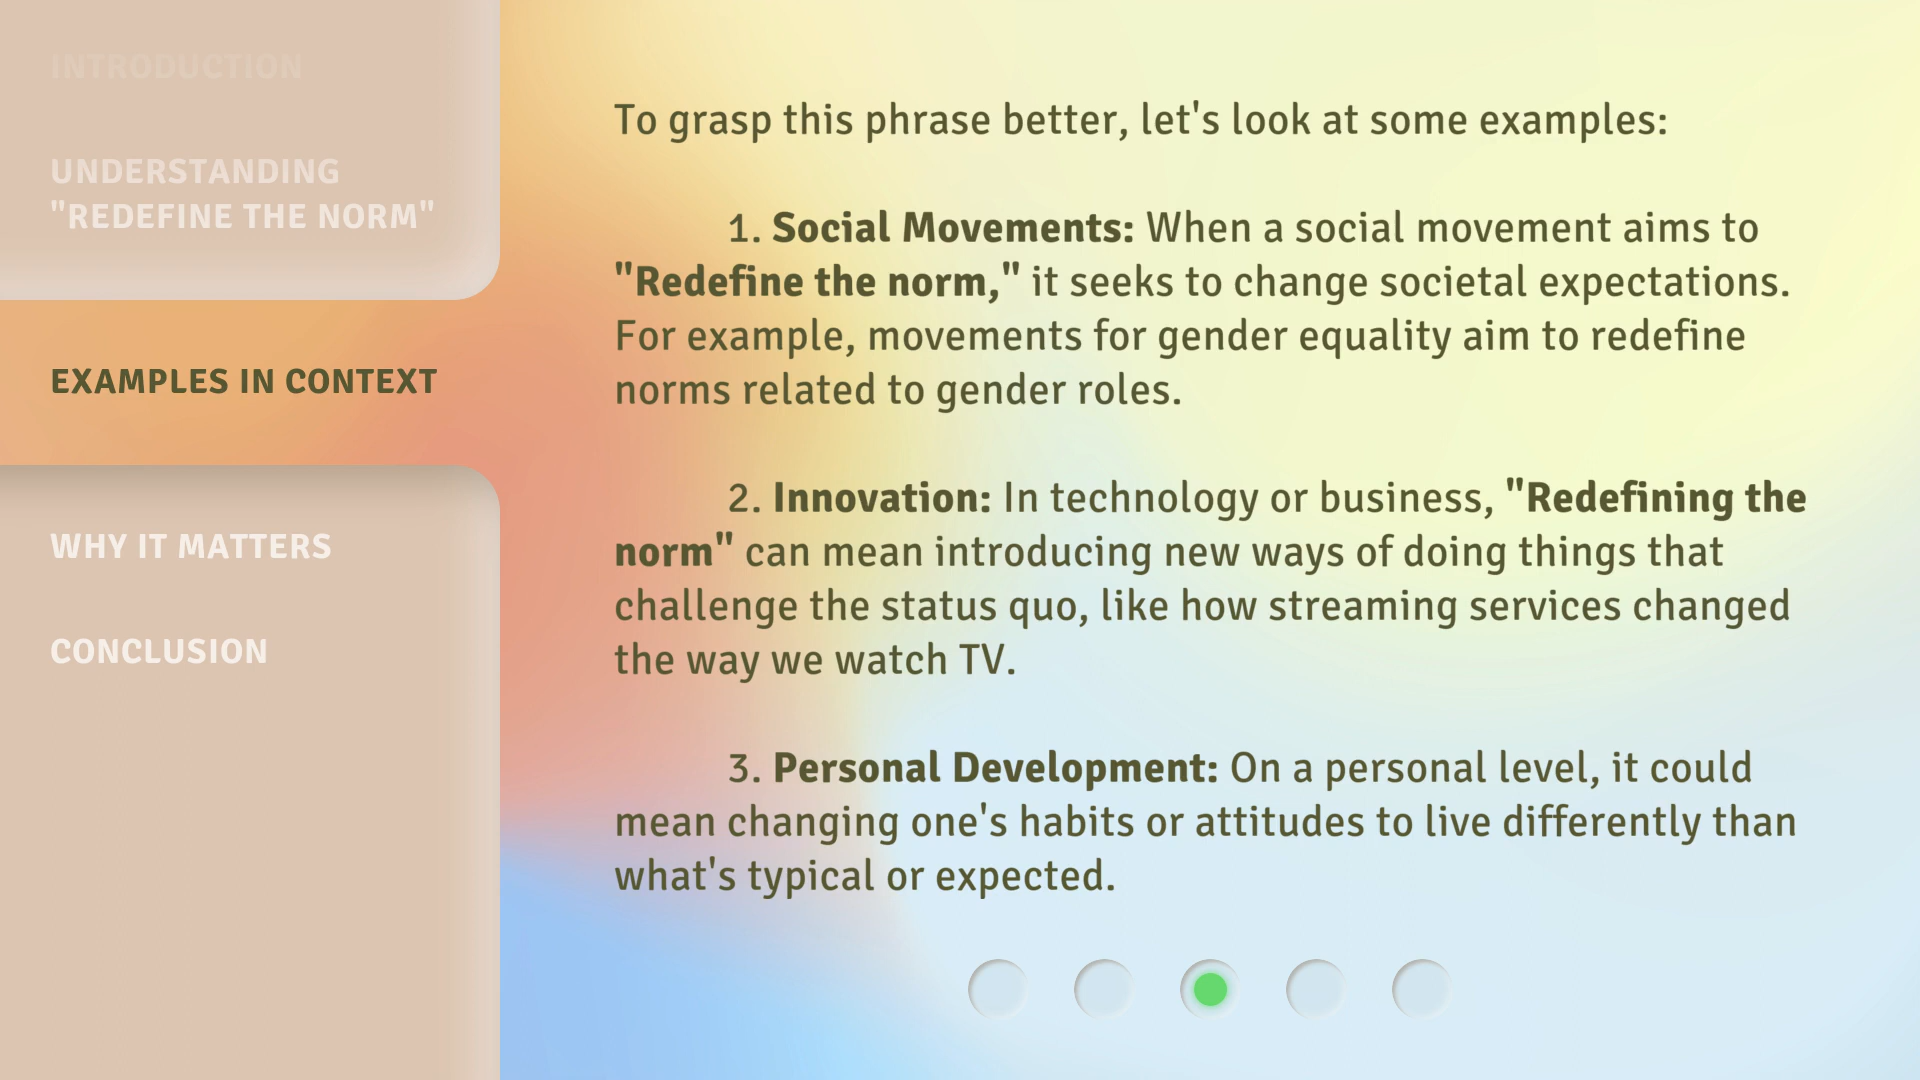 INTRODUCTION
UNDERSTANDING
"REDEFINE THE NORM"
EXAMPLES IN CONTEXT
WHY IT MATTERS
CONCLUSION
To grasp this phrase better, let's look at some examples:
1. Social Movements: When a social movement aims to
"Redefine the norm," it seeks to change societal expectations.
For example, movements for gender equality aim to redefine
norms related to gender roles.
2. Innovation: In technology or business, "Redefining the
norm" can mean introducing new ways of doing things that
challenge the status quo, like how streaming services changed
the way we watch TV.
3. Personal Development: On a personal level, it could
mean changing one's habits or attitudes to live differently than
what's typical or expected.